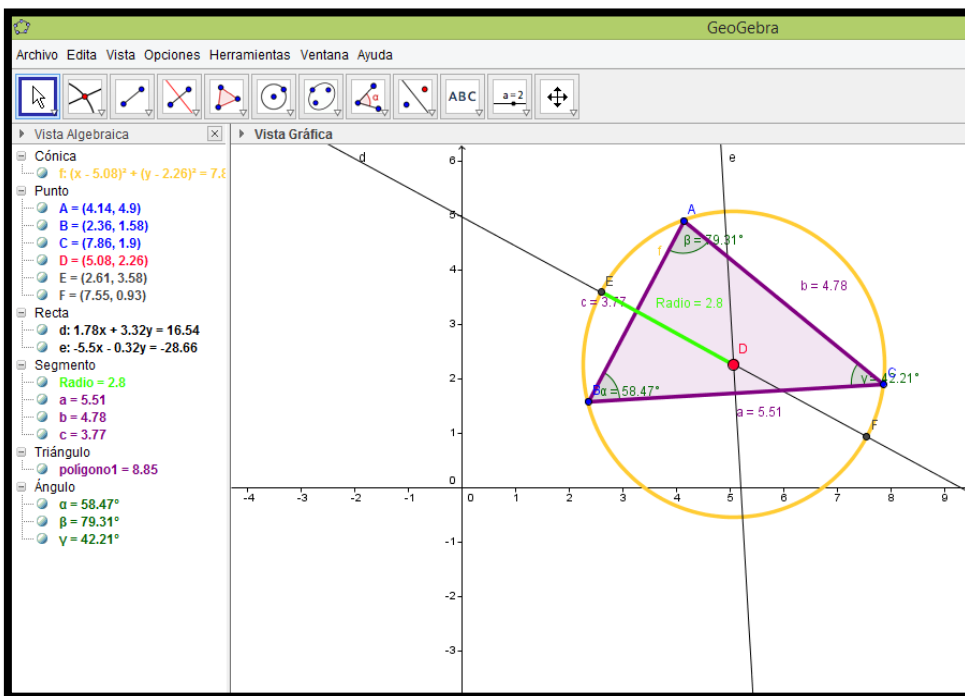 GeoGebra
Archivo Edita Vista Opciones Herramientas Ventana Ayuda
α
ABC
a=2
Vista Algebraica
Vista Gráfica
Cónica
f: (x - 5.08)² + (y - 2.26)² = 7.8
Punto
A = (4.14, 4.9)
B = (2.36, 1.58)
C = (7.86, 1.9)
D = (5.08, 2.26)
E = (2.61, 3.58)
F = (7.55, 0.93)
Recta
d: 1.78x + 3.32y = 16.54
e: -5.5x - 0.32y = -28.66
Segmento
Radio = 2.8
a = 5.51
b = 4.78
c = 3.77
Triángulo
polígono1 = 8.85
Ángulo
α = 58.47°
β = 79.31°
γ = 42.21°
d
e
6
A
5
β = 79.31°
f
4
E
b = 4.78
c = 3.77
Radio = 2.8
3
D
C
2
γ = 42.21°
B
α = 58.47°
a = 5.51
F
1
0
-4 -3 -2 -1 0 1 2 3 4 5 6 7 8 9
-1
-2
-3